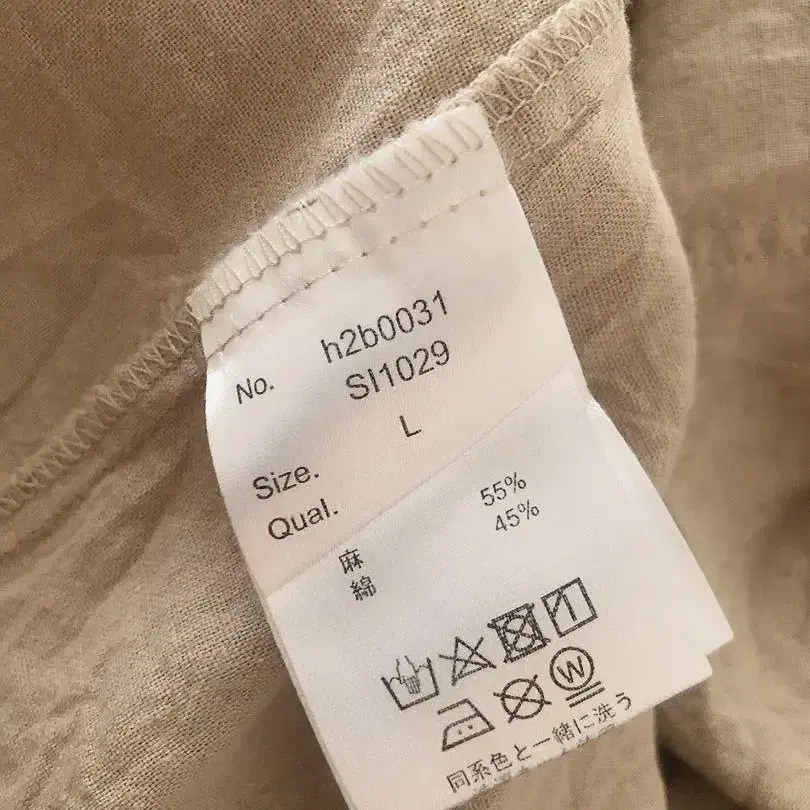 No. h2b0031
SI1029
Size. L
Qual.
麻 55%
綿 45%
W
同系色と一緒に洗う